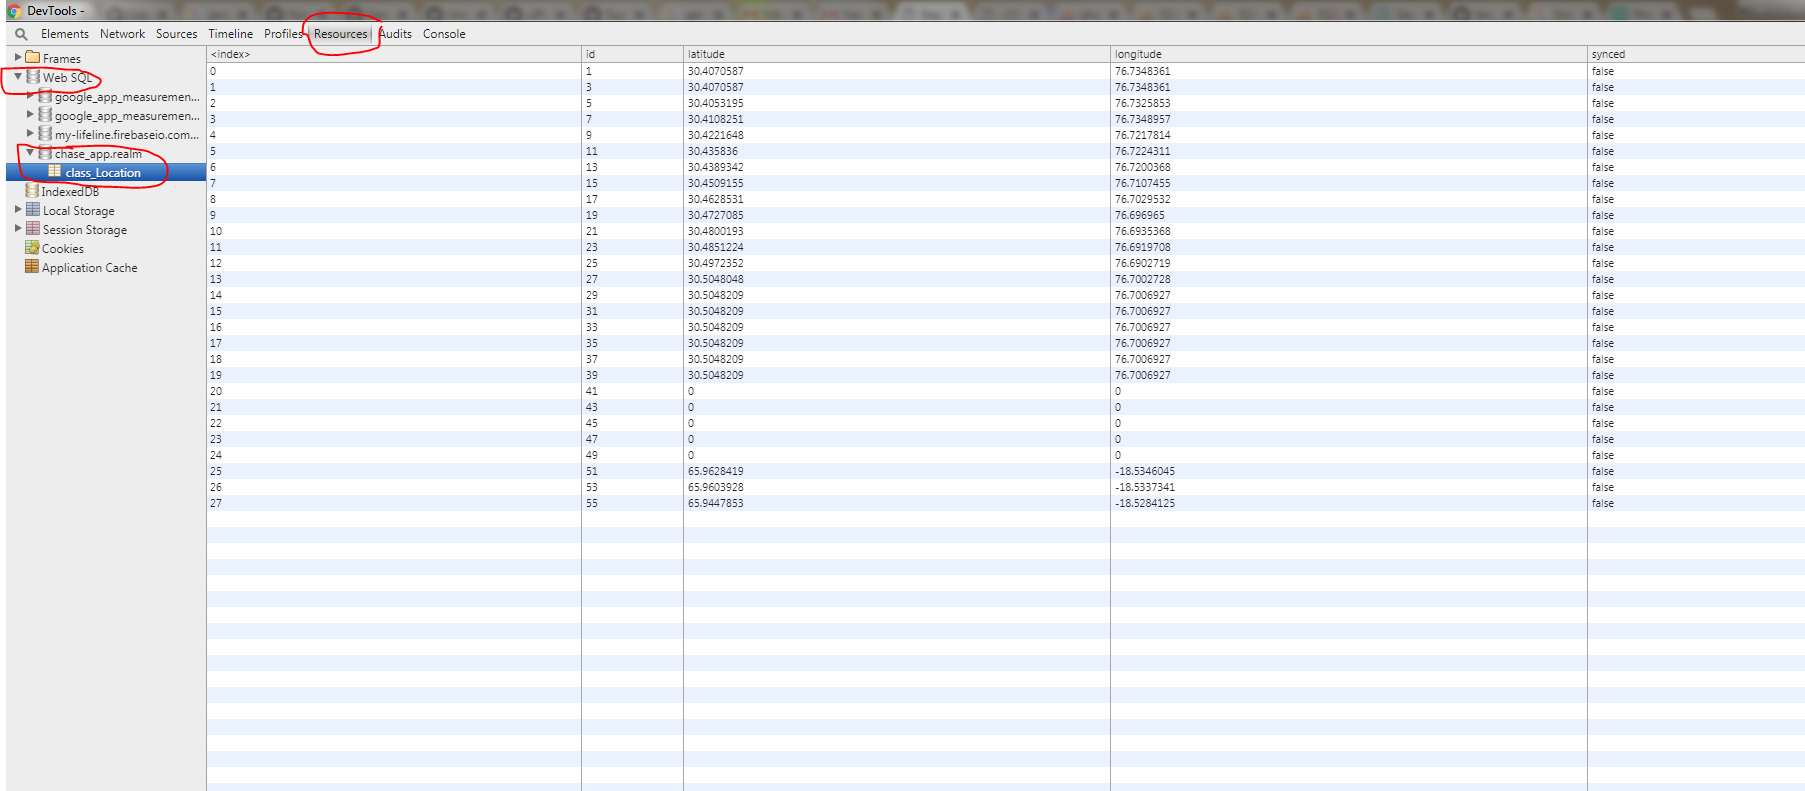 DevTools -
Elements Network Sources Timeline Profiles Resources Audits Console
Frames
Web SQL
google_app_measuremen...
google_app_measuremen...
my-lifeline.firebaseio.com...
chase_app.realm
class_Location
IndexedDB
Local Storage
Session Storage
Cookies
Application Cache
<index> id latitude longitude synced
0 1 30.4070587 76.7348361 false
1 3 30.4070587 76.7348361 false
2 5 30.4053195 76.7325853 false
3 7 30.4108251 76.7348957 false
4 9 30.4221648 76.7217814 false
5 11 30.435836 76.7224311 false
6 13 30.4389342 76.7200368 false
7 15 30.4509155 76.7107455 false
8 17 30.4628531 76.7029532 false
9 19 30.4727085 76.696965 false
10 21 30.4800193 76.6935368 false
11 23 30.4851224 76.6919708 false
12 25 30.4972352 76.6902719 false
13 27 30.5048048 76.7002728 false
14 29 30.5048209 76.7006927 false
15 31 30.5048209 76.7006927 false
16 33 30.5048209 76.7006927 false
17 35 30.5048209 76.7006927 false
18 37 30.5048209 76.7006927 false
19 39 30.5048209 76.7006927 false
20 41 0 0 false
21 43 0 0 false
22 45 0 0 false
23 47 0 0 false
24 49 0 0 false
25 51 65.9628419 -18.5346045 false
26 53 65.9603928 -18.5337341 false
27 55 65.9447853 -18.5284125 false